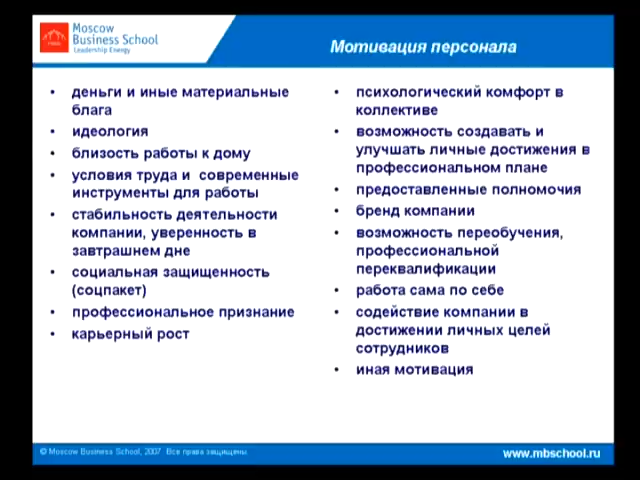 Moscow
Business School
Leadership Energy
Мотивация персонала
• деньги и иные материальные
блага
• идеология
• близость работы к дому
• условия труда и современные
инструменты для работы
• стабильность деятельности
компании, уверенность в
завтрашнем дне
• социальная защищенность
(соцпакет)
• профессиональное признание
• карьерный рост
• психологический комфорт в
коллективе
• возможность создавать и
улучшать личные достижения в
профессиональном плане
• предоставленные полномочия
• бренд компании
• возможность переобучения,
профессиональной
переквалификации
• работа сама по себе
• содействие компании в
достижении личных целей
сотрудников
• иная мотивация
© Moscow Business School, 2007 Все права защищены.
www.mbschool.ru